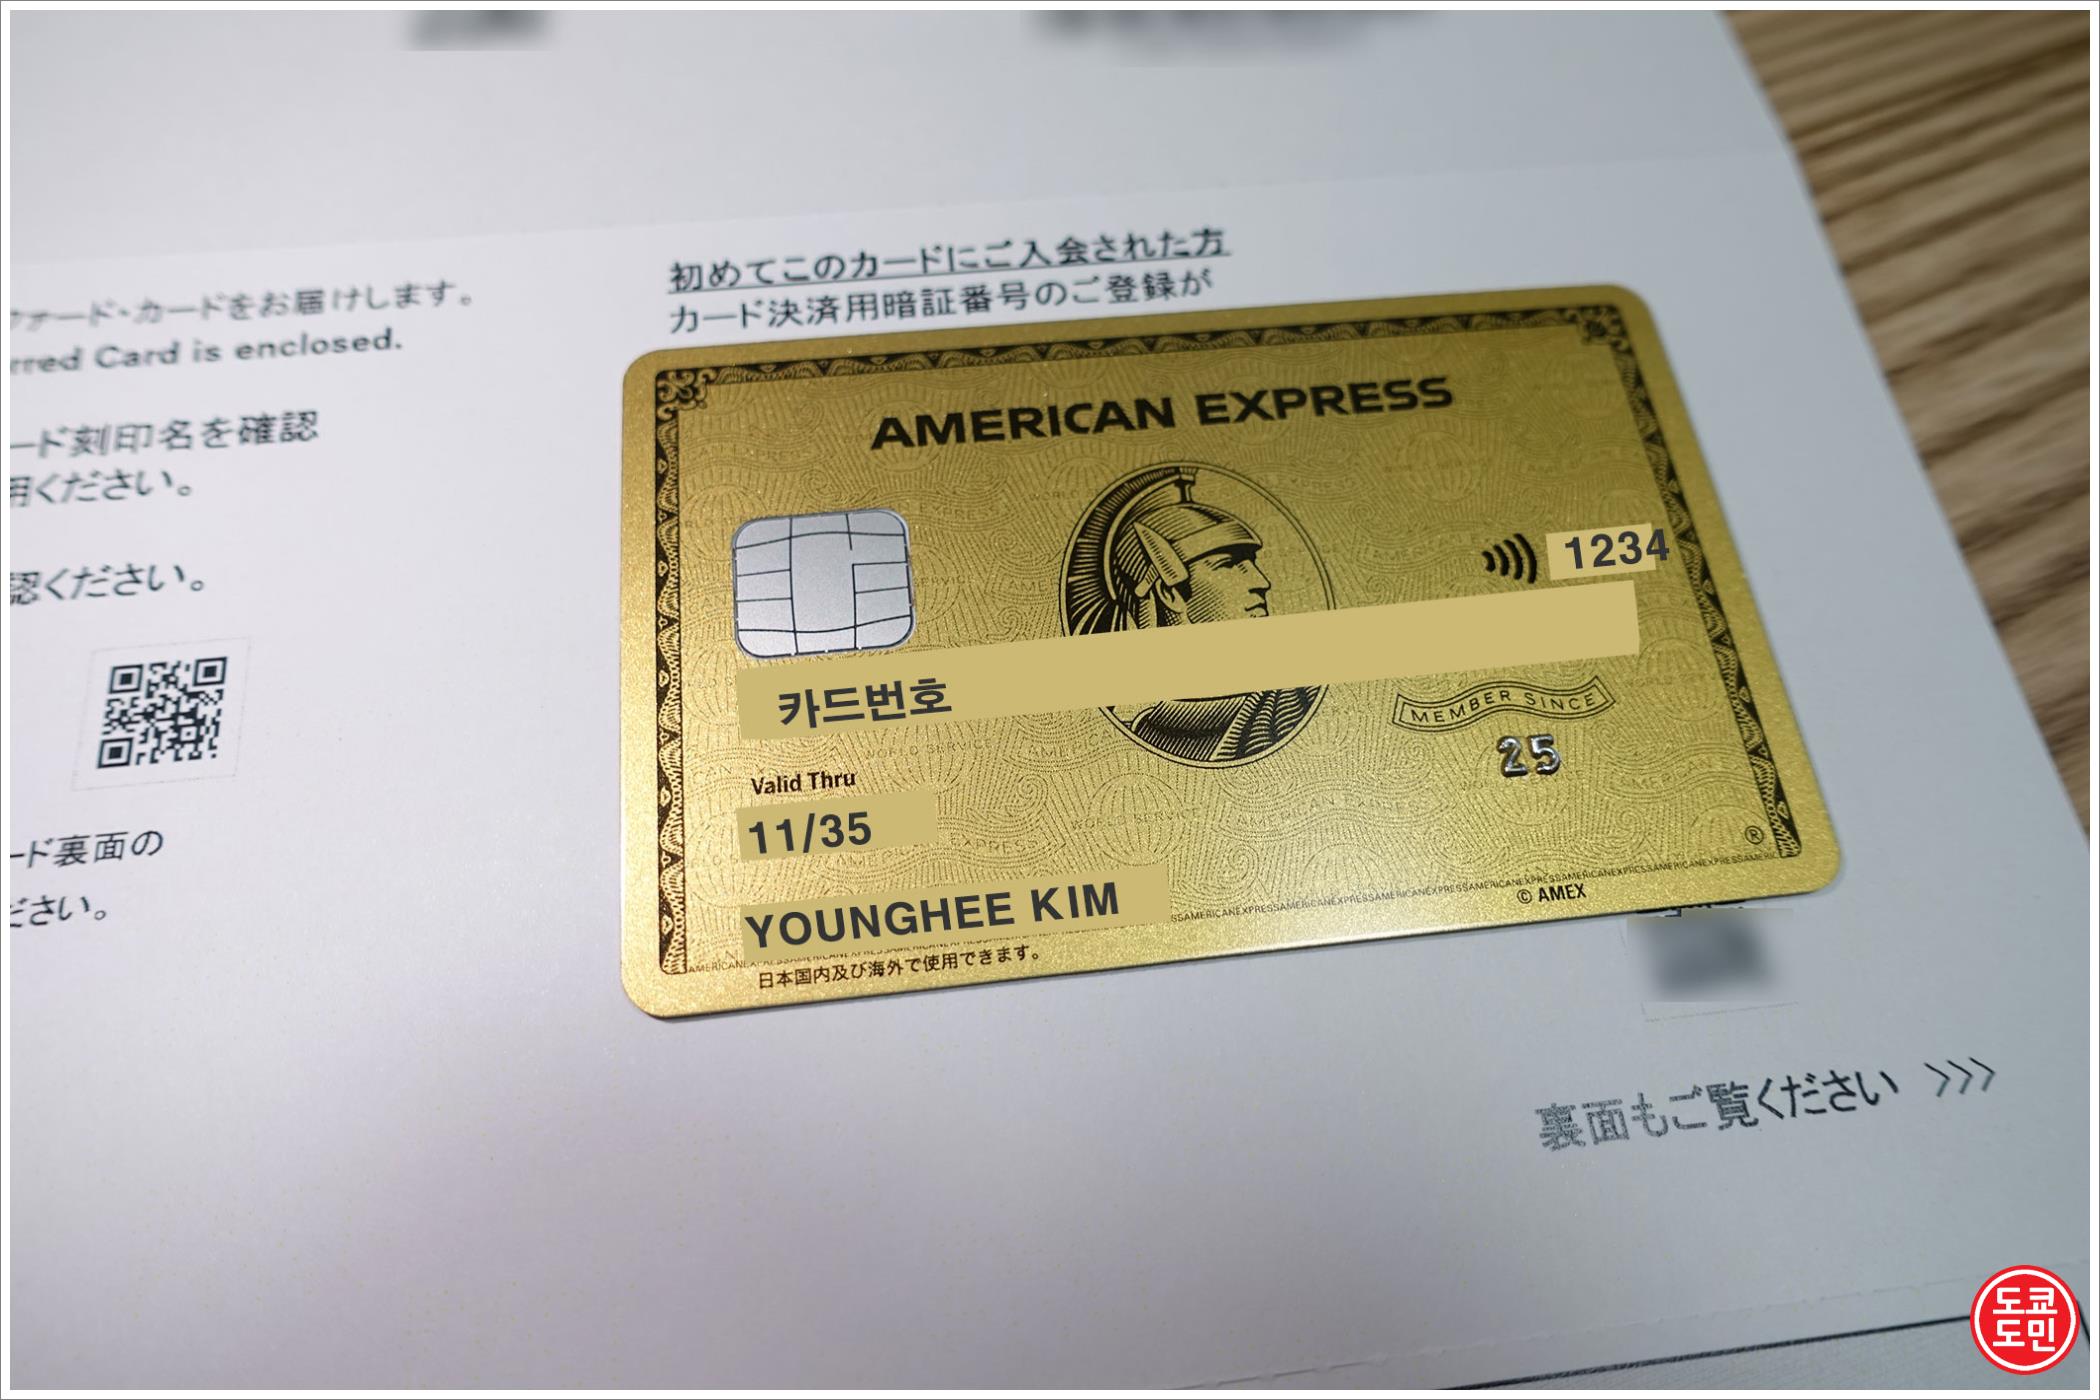 初めてこのカードにご入会された方
カード決済用暗証番号のご登録が
ファード・カードをお届けします。
rred Card is enclosed.
ード刻印名を確認
用ください。
認ください。
ード裏面の
ださい。
AMERICAN EXPRESS
1234
카드번호
MEMBER SINCE
25
Valid Thru
11/35
YOUNGHEE KIM
® 
© AMEX
日本国内及び海外で使用できます。
裏面もご覧ください >>>
도쿄
도민